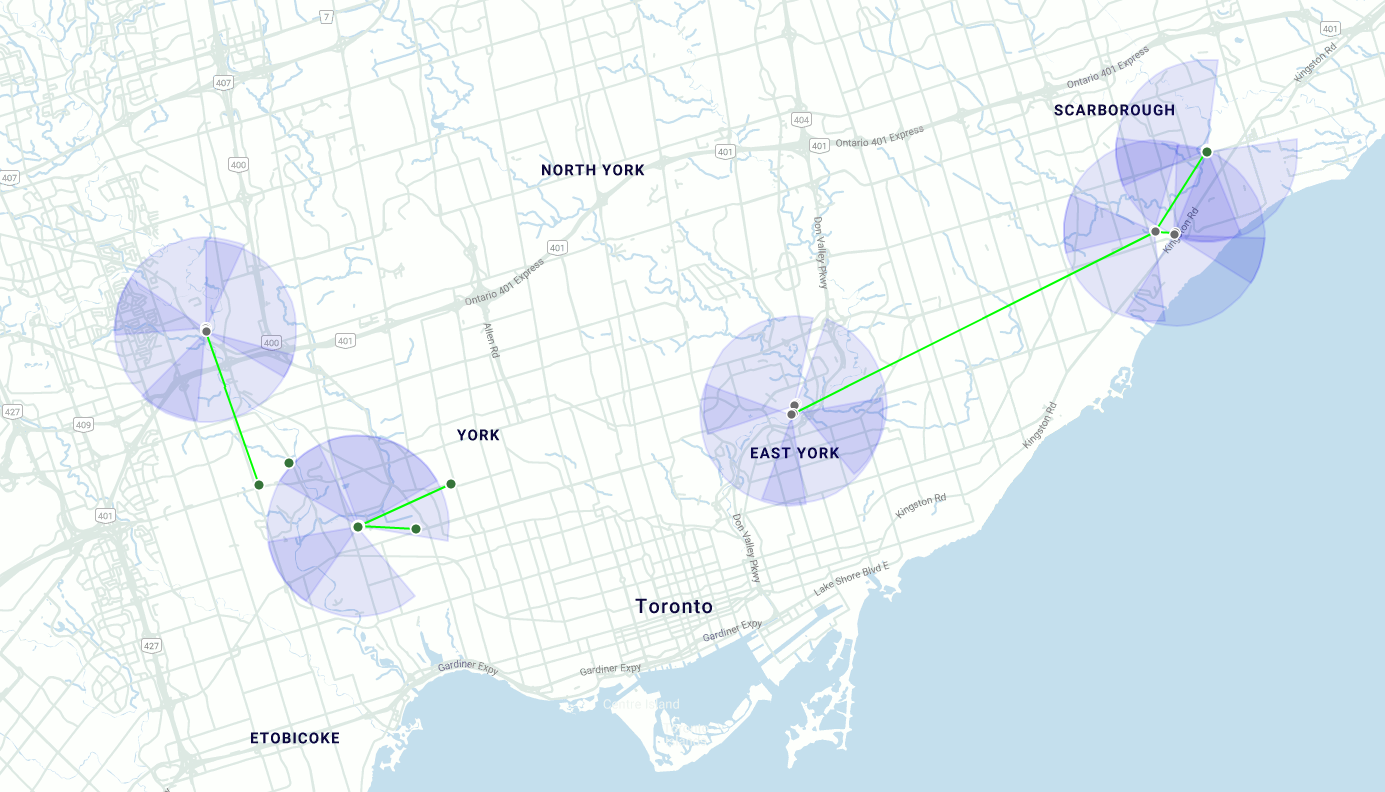 7
401
Kingston Rd
407
Ontario 401 Express
SCARBOROUGH
404
401
Ontario 401 Express
401
400
NORTH YORK
407
Kingston Rd
Don Valley Pkwy
401
Ontario 401 Express
Allen Rd
400
401
427
409
YORK
EAST YORK
Kingston Rd
Kingston Rd
401
Don Valley Pkwy
Lake Shore Blvd E
Toronto
Gardiner Expy
427
Gardiner Expy
Gardiner Expy
Centre Island
ETOBICOKE